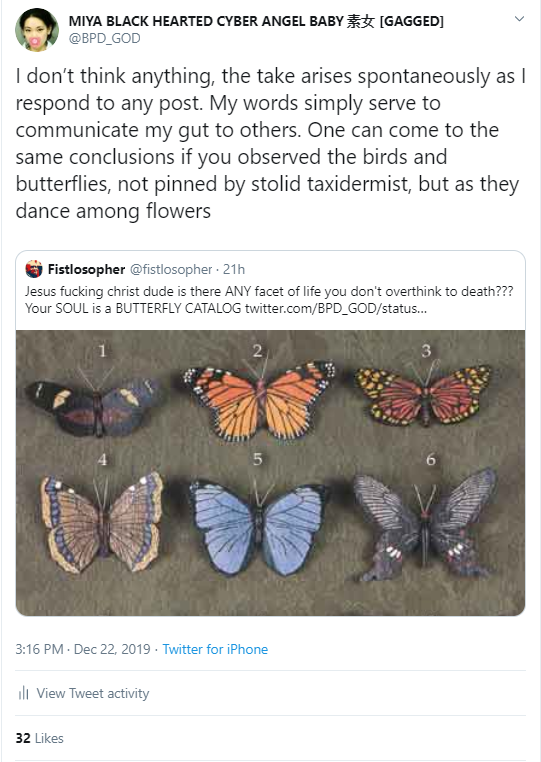 MIYA BLACK HEARTED CYBER ANGEL BABY 素女 [GAGGED]
@BPD_GOD
I don’t think anything, the take arises spontaneously as I
respond to any post. My words simply serve to
communicate my gut to others. One can come to the
same conclusions if you observed the birds and
butterflies, not pinned by stolid taxidermist, but as they
dance among flowers
Fistlosopher @fistlosopher · 21h
Jesus fucking christ dude is there ANY facet of life you don't overthink to death???
Your SOUL is a BUTTERFLY CATALOG twitter.com/BPD_GOD/status...
1 2 3
4 5 6
3:16 PM · Dec 22, 2019 · Twitter for iPhone
View Tweet activity
32 Likes